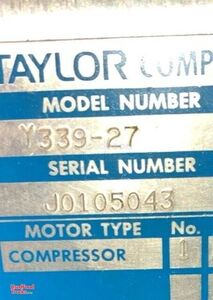 TAYLOR COMP
MODEL NUMBER
Y339-27
SERIAL NUMBER
J0105043
MOTOR TYPE No.
COMPRESSOR 1